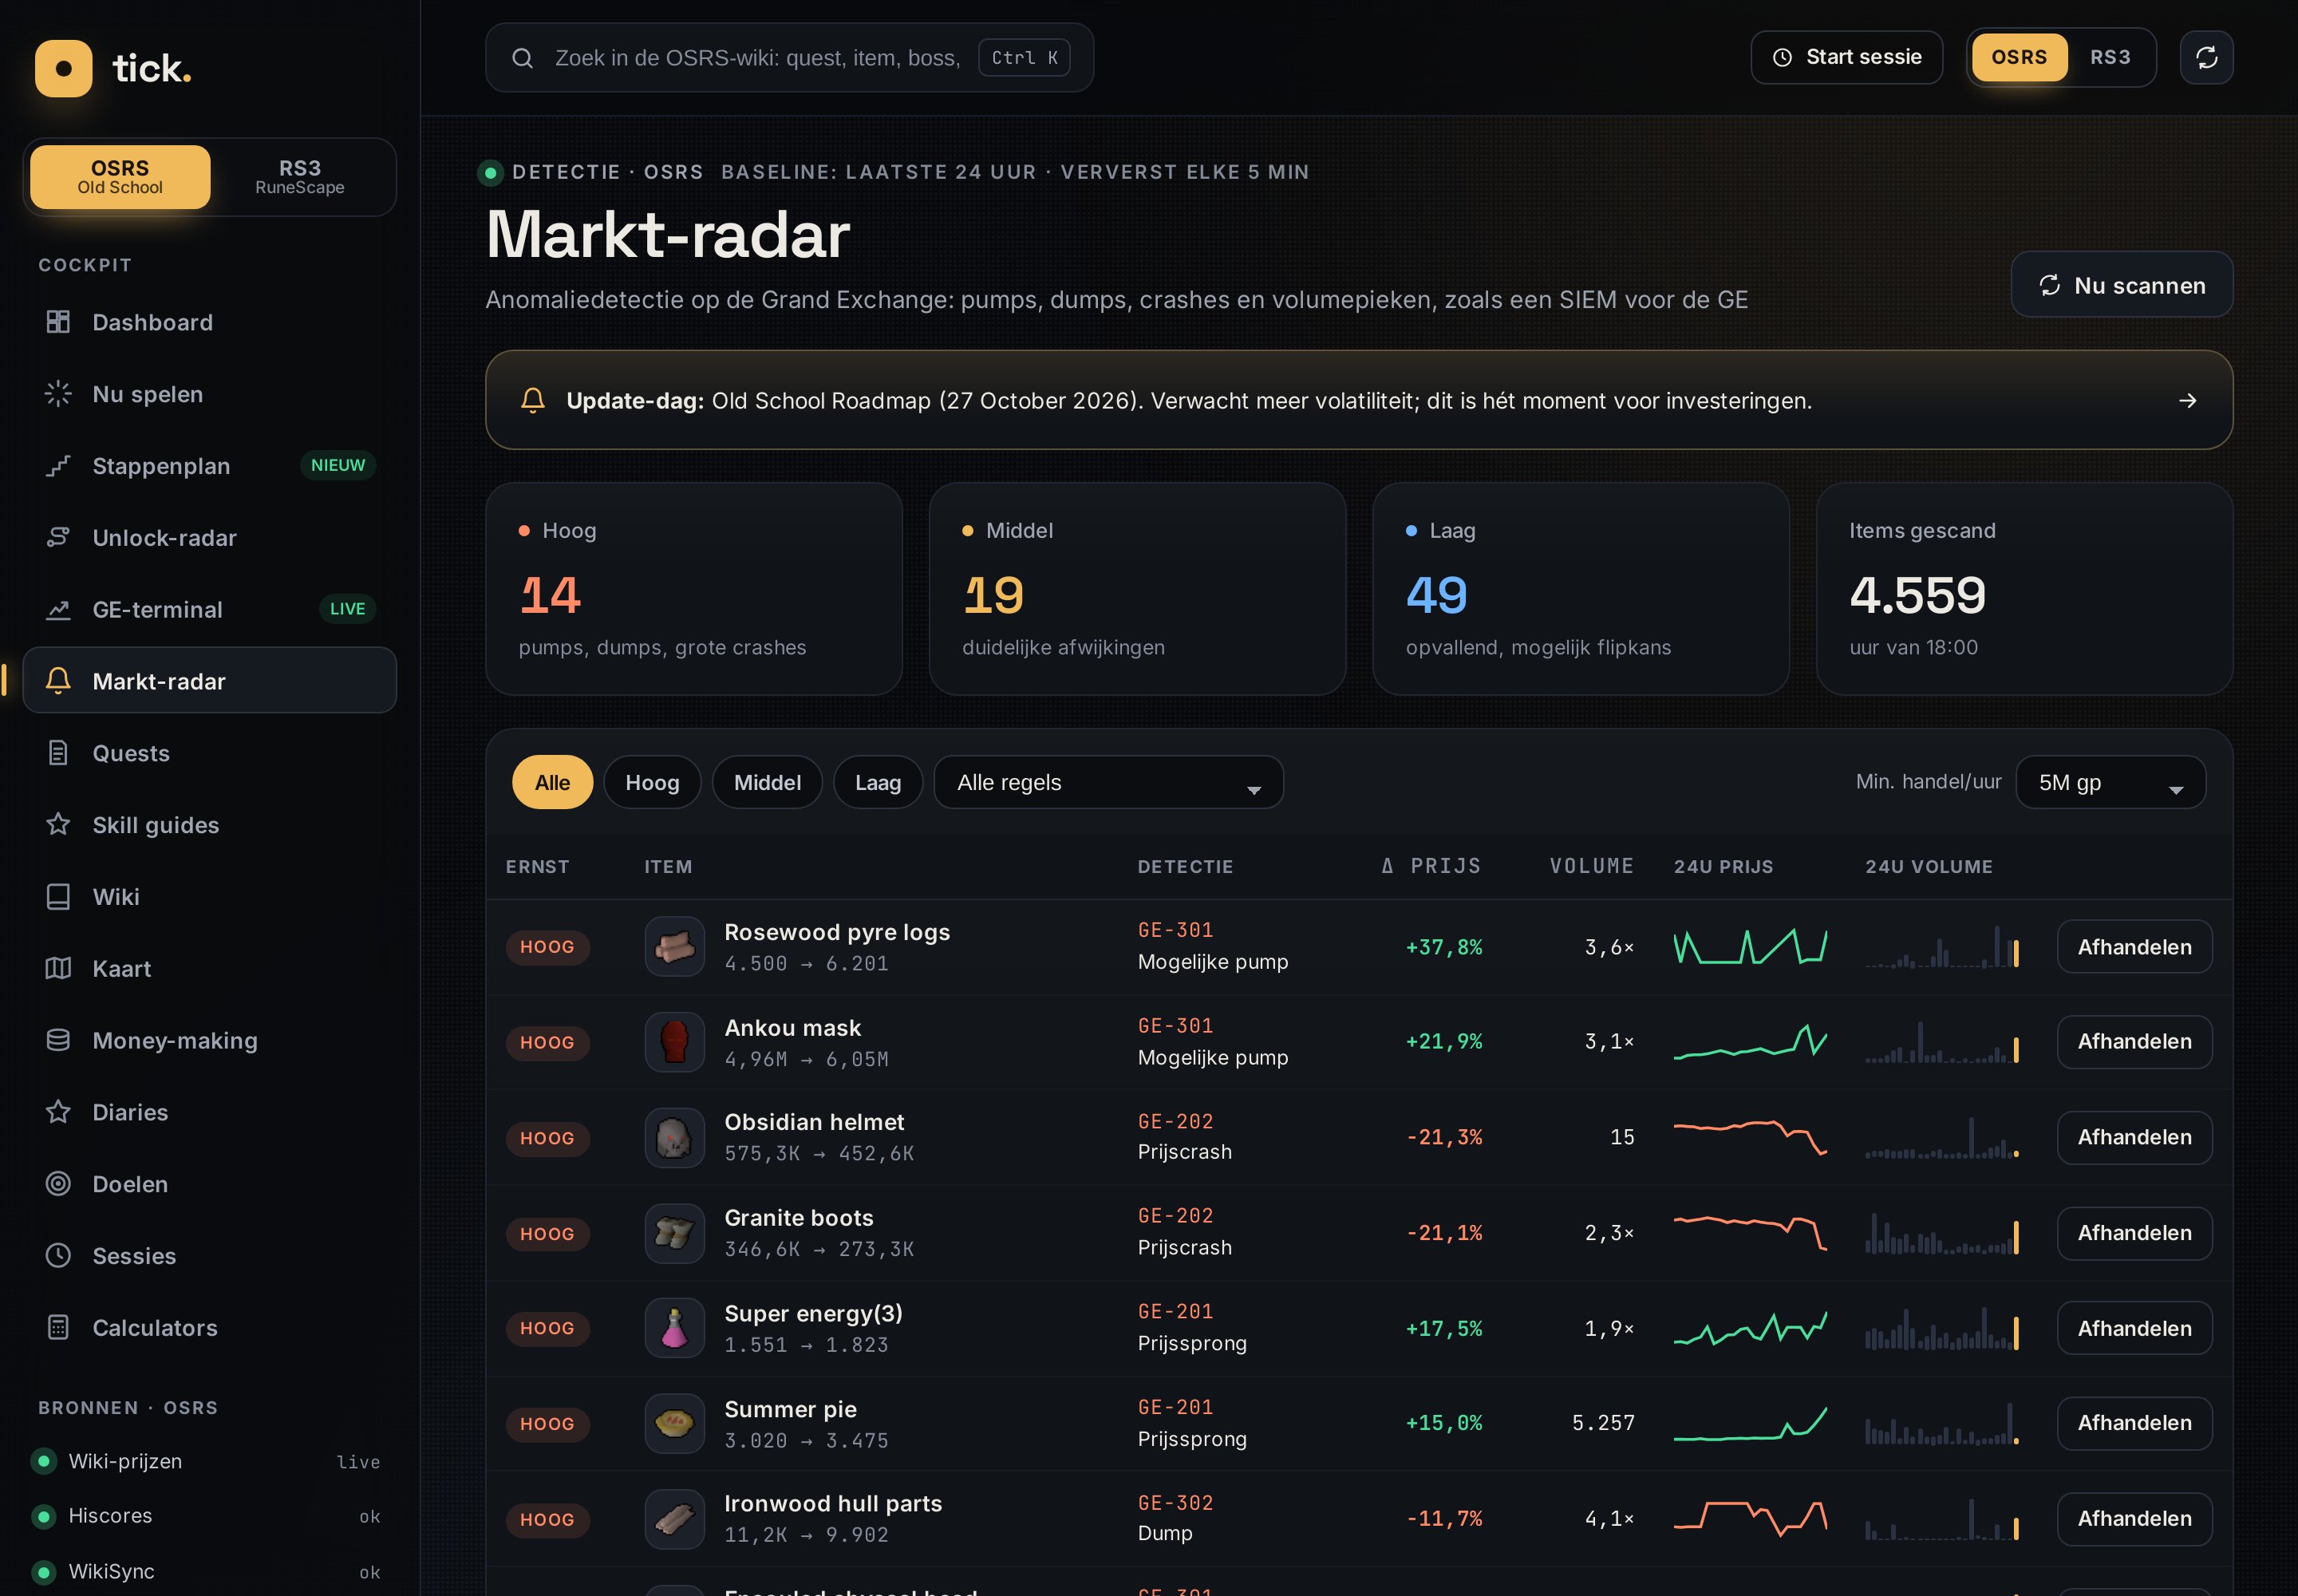 tick.
Zoek in de OSRS-wiki: quest, item, boss,
Ctrl K
Start sessie
OSRS
RS3
OSRS
Old School
RS3
RuneScape
COCKPIT
Dashboard
Nu spelen
Stappenplan NIEUW
Unlock-radar
GE-terminal LIVE
Markt-radar
Quests
Skill guides
Wiki
Kaart
Money-making
Diaries
Doelen
Sessies
Calculators
BRONNEN · OSRS
Wiki-prijzen live
Hiscores ok
WikiSync ok
DETECTIE · OSRS BASELINE: LAATSTE 24 UUR · VERVERST ELKE 5 MIN
Markt-radar
Anomaliedetectie op de Grand Exchange: pumps, dumps, crashes en volumepieken, zoals een SIEM voor de GE
Nu scannen
Update-dag: Old School Roadmap (27 October 2026). Verwacht meer volatiliteit; dit is hét moment voor investeringen.
Hoog
14
pumps, dumps, grote crashes
Middel
19
duidelijke afwijkingen
Laag
49
opvallend, mogelijk flipkans
Items gescand
4.559
uur van 18:00
Alle Hoog Middel Laag Alle regels Min. handel/uur 5M gp
ERNST ITEM DETECTIE Δ PRIJS VOLUME 24U PRIJS 24U VOLUME
HOOG Rosewood pyre logs GE-301 +37,8% 3,6× Afhandelen
4.500 → 6.201 Mogelijke pump
HOOG Ankou mask GE-301 +21,9% 3,1× Afhandelen
4,96M → 6,05M Mogelijke pump
HOOG Obsidian helmet GE-202 -21,3% 15 Afhandelen
575,3K → 452,6K Prijscrash
HOOG Granite boots GE-202 -21,1% 2,3× Afhandelen
346,6K → 273,3K Prijscrash
HOOG Super energy(3) GE-201 +17,5% 1,9× Afhandelen
1.551 → 1.823 Prijssprong
HOOG Summer pie GE-201 +15,0% 5.257 Afhandelen
3.020 → 3.475 Prijssprong
HOOG Ironwood hull parts GE-302 -11,7% 4,1× Afhandelen
11,2K → 9.902 Dump